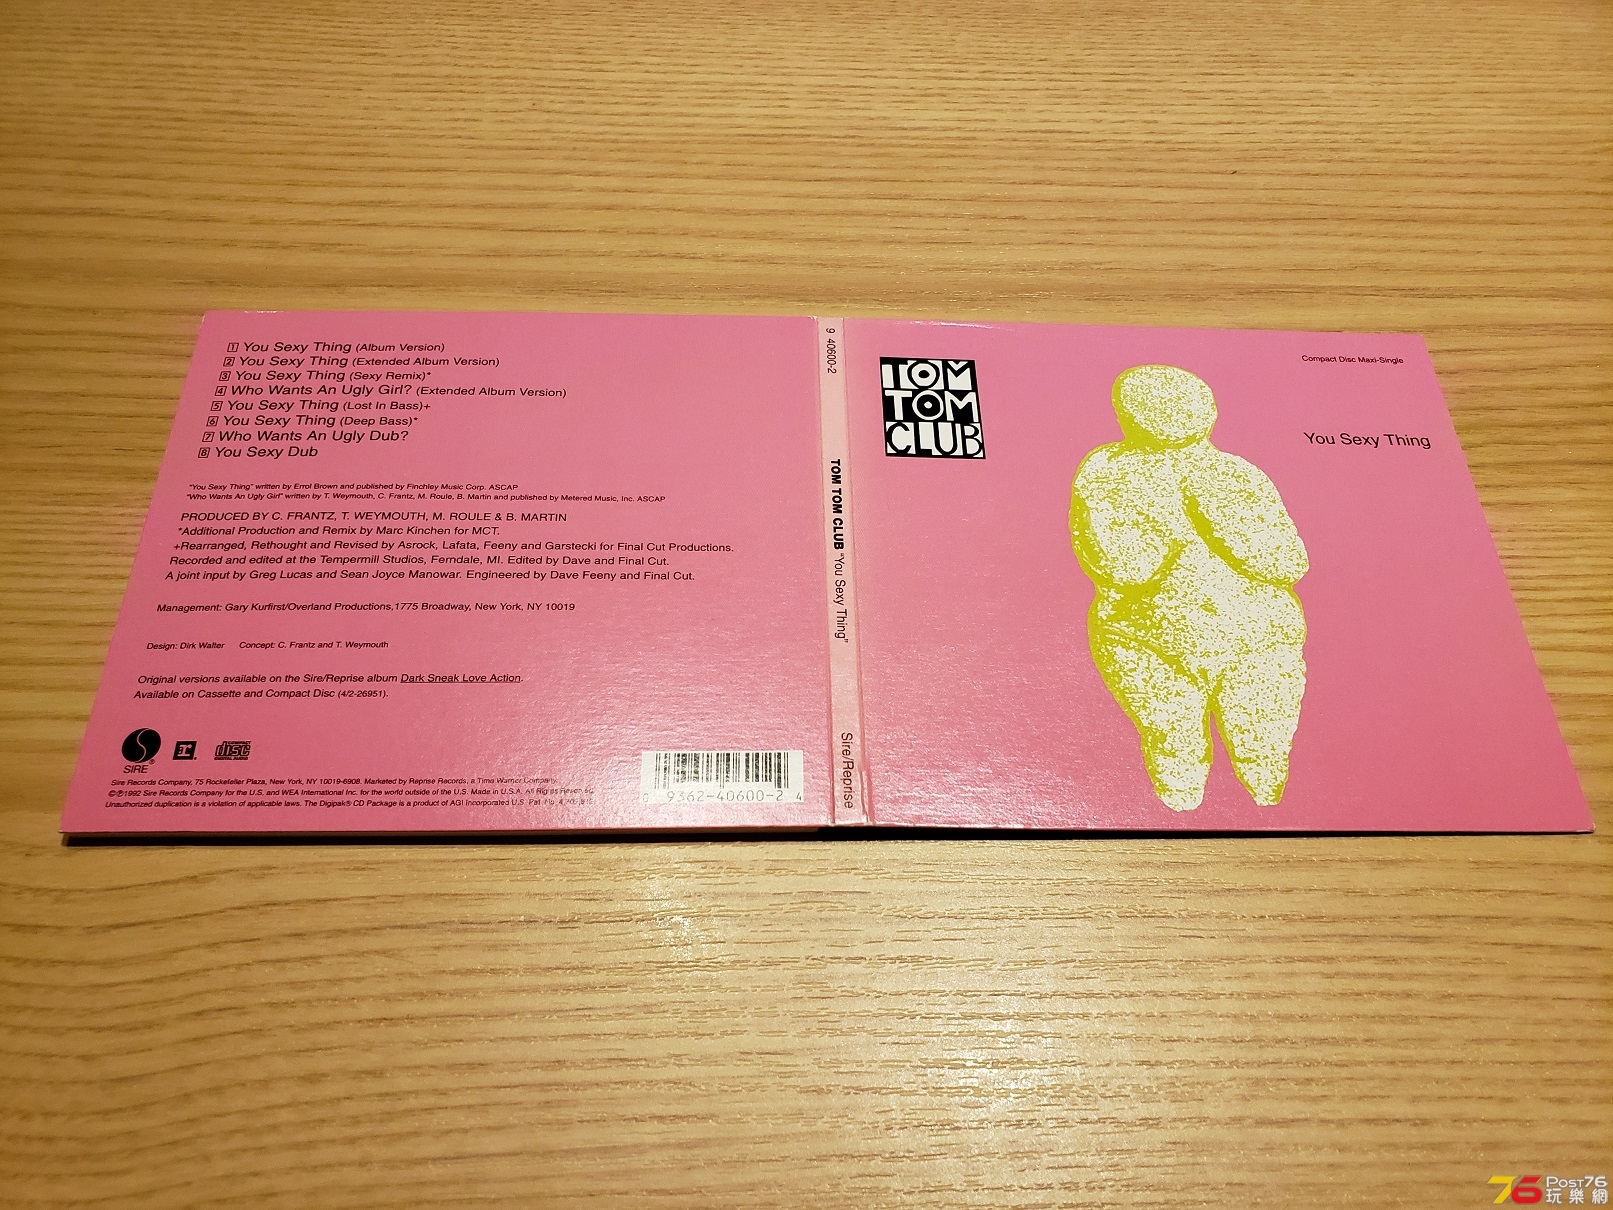 1 You Sexy Thing (Album Version)
2 You Sexy Thing (Extended Album Version)
3 You Sexy Thing (Sexy Remix)*
4 Who Wants An Ugly Girl? (Extended Album Version)
5 You Sexy Thing (Lost In Bass)+
6 You Sexy Thing (Deep Bass)*
7 Who Wants An Ugly Dub?
8 You Sexy Dub
"You Sexy Thing" written by Errol Brown and published by Finchley Music Corp. ASCAP
"Who Wants An Ugly Girl" written by T. Weymouth, C. Frantz, M. Roule, B. Martin and published by Metered Music, Inc. ASCAP
PRODUCED BY C. FRANTZ, T. WEYMOUTH, M. ROULE & B. MARTIN
*Additional Production and Remix by Marc Kinchen for MCT.
+Rearranged, Rethought and Revised by Asrock, Lafata, Feeny and Garstecki for Final Cut Productions.
Recorded and edited at the Tempermill Studios, Ferndale, MI. Edited by Dave and Final Cut.
A joint input by Greg Lucas and Sean Joyce Manowar. Engineered by Dave Feeny and Final Cut.
Management: Gary Kurfirst/Overland Productions,1775 Broadway, New York, NY 10019
Design: Dirk Walter Concept: C. Frantz and T. Weymouth
Original versions available on the Sire/Reprise album Dark Sneak Love Action.
Available on Cassette and Compact Disc (4/2-26951).
SIRE
r
COMPACT
disc
DIGITAL AUDIO
Sire Records Company, 75 Rockefeller Plaza, New York, NY 10019-6908. Marketed by Reprise Records, a Time Warner Company.
©℗1992 Sire Records Company for the U.S. and WEA International Inc. for the world outside of the U.S. Made in U.S.A. All Rights
Unauthorized duplication is a violation of applicable laws. The Digipak® CD Package is a product of AGI Incorporated U.S. Pat. No.
9362-40600-2 4
9 40600-2
TOM TOM CLUB "You Sexy Thing"
Sire/Reprise
TOM
TOM
CLUB
Compact Disc Maxi-Single
You Sexy Thing
76 Post76
玩樂網